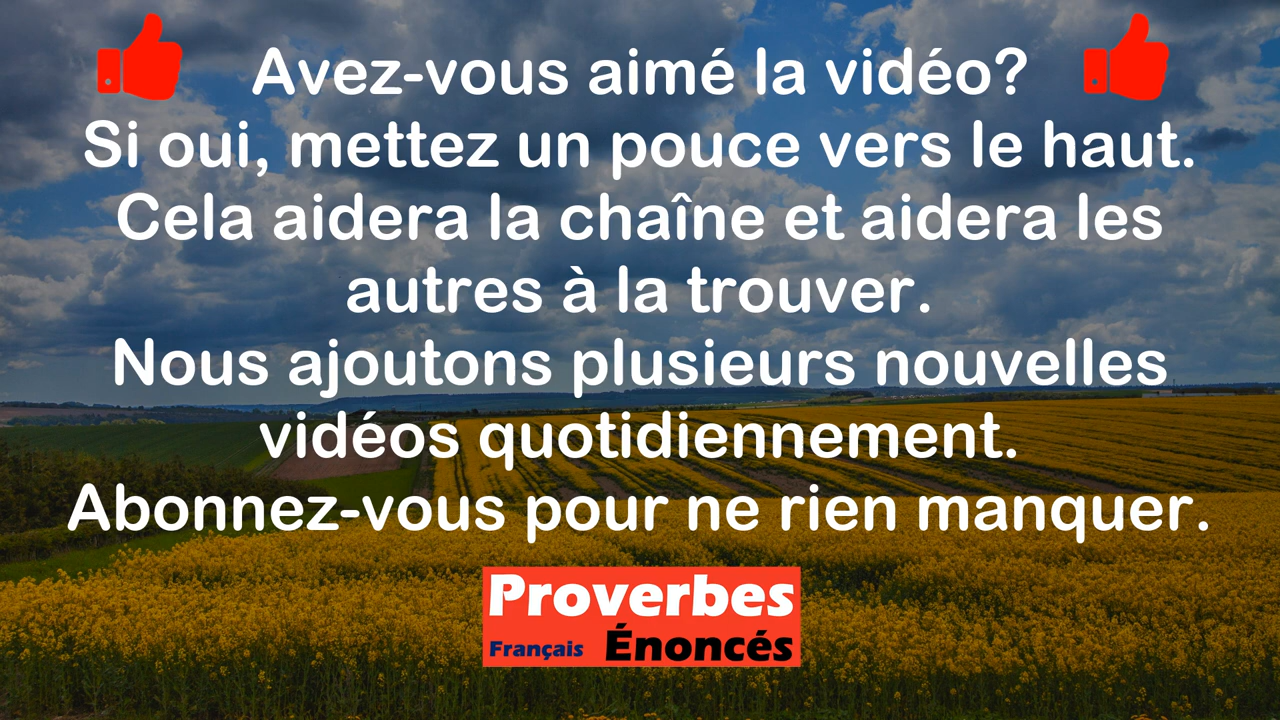 Avez-vous aimé la vidéo?
Si oui, mettez un pouce vers le haut.
Cela aidera la chaîne et aidera les
autres à la trouver.
Nous ajoutons plusieurs nouvelles
vidéos quotidiennement.
Abonnez-vous pour ne rien manquer.
Proverbes
Français Énoncés